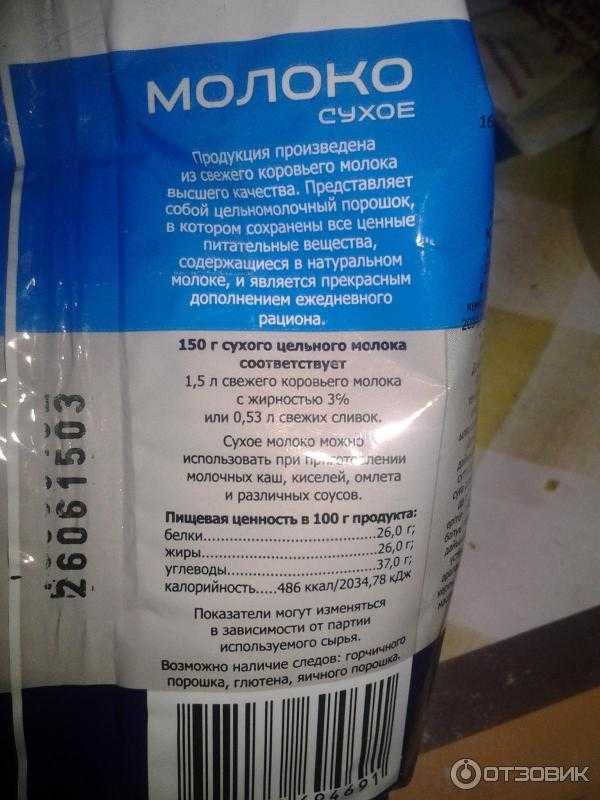 МОЛОКО
СУХОЕ
Продукция произведена
из свежего коровьего молока
высшего качества. Представляет
собой цельномолочный порошок,
в котором сохранены все ценные
питательные вещества,
содержащиеся в натуральном
молоке, и является прекрасным
дополнением ежедневного
рациона.
150 г сухого цельного молока
соответствует
1,5 л свежего коровьего молока
с жирностью 3%
или 0,53 л свежих сливок.
Сухое молоко можно
использовать при приготовлении
молочных каш, киселей, омлета
и различных соусов.
Пищевая ценность в 100 г продукта:
белки.....................26,0 г;
жиры.....................26,0 г;
углеводы.................37,0 г;
калорийность.....486 ккал/2034,78 кДж
Показатели могут изменяться
в зависимости от партии
используемого сырья.
Возможно наличие следов: горчичного
порошка, глютена, яичного порошка.
26061503
ОТЗОВИК